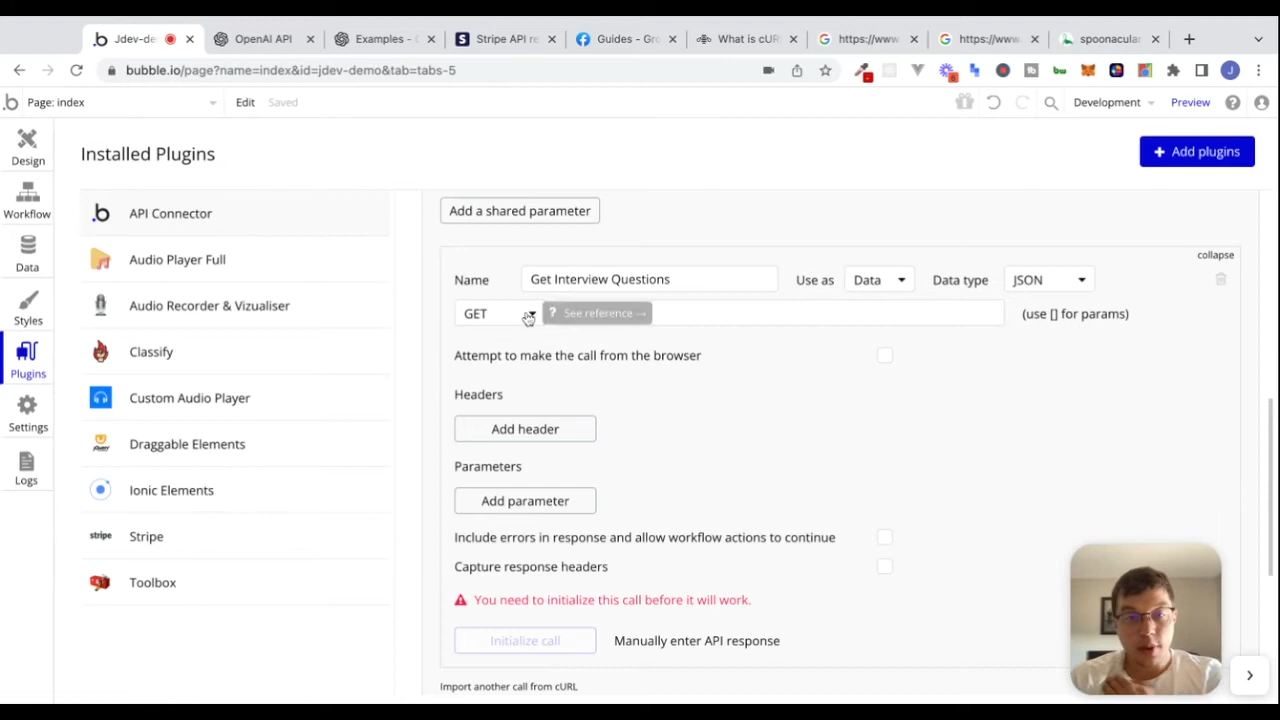 Jdev-de
OpenAI API
Examples - C
Stripe API re
Guides - Gro
What is cUR
https://www.
https://www.
spoonacular
bubble.io/page?name=index&id=jdev-demo&tab=tabs-5
Page: index
Edit
Saved
Development
Preview
Design
Workflow
Data
Styles
Plugins
Settings
Logs
Installed Plugins
Add plugins
API Connector
Audio Player Full
Audio Recorder & Vizualiser
Classify
Custom Audio Player
Draggable Elements
Ionic Elements
stripe Stripe
Toolbox
Add a shared parameter
collapse
Name Get Interview Questions Use as Data Data type JSON
GET ? See reference → (use [] for params)
Attempt to make the call from the browser
Headers
Add header
Parameters
Add parameter
Include errors in response and allow workflow actions to continue
Capture response headers
You need to initialize this call before it will work.
Initialize call Manually enter API response
Import another call from cURL